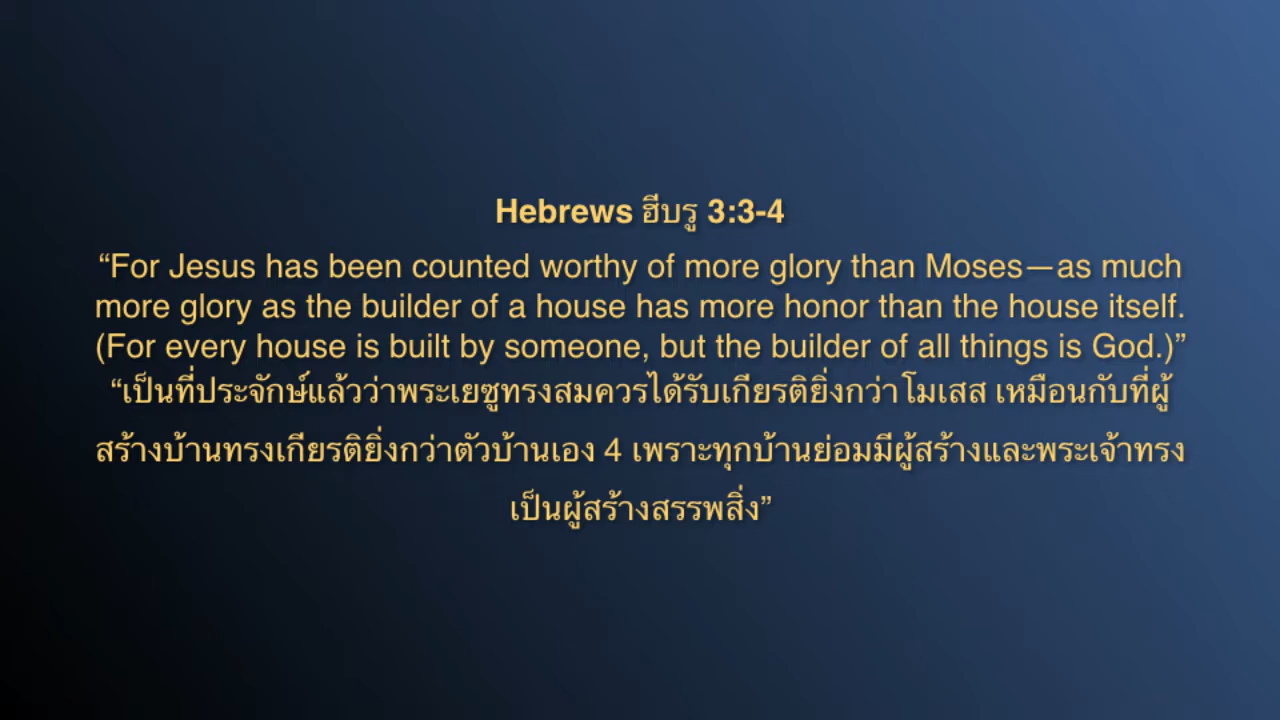 Hebrews ฮีบรู 3:3-4
“For Jesus has been counted worthy of more glory than Moses—as much
more glory as the builder of a house has more honor than the house itself.
(For every house is built by someone, but the builder of all things is God.)”
“เป็นที่ประจักษ์แล้วว่าพระเยซูทรงสมควรได้รับเกียรติยิ่งกว่าโมเสส เหมือนกับที่ผู้
สร้างบ้านทรงเกียรติยิ่งกว่าตัวบ้านเอง 4 เพราะทุกบ้านย่อมมีผู้สร้างและพระเจ้าทรง
เป็นผู้สร้างสรรพสิ่ง”